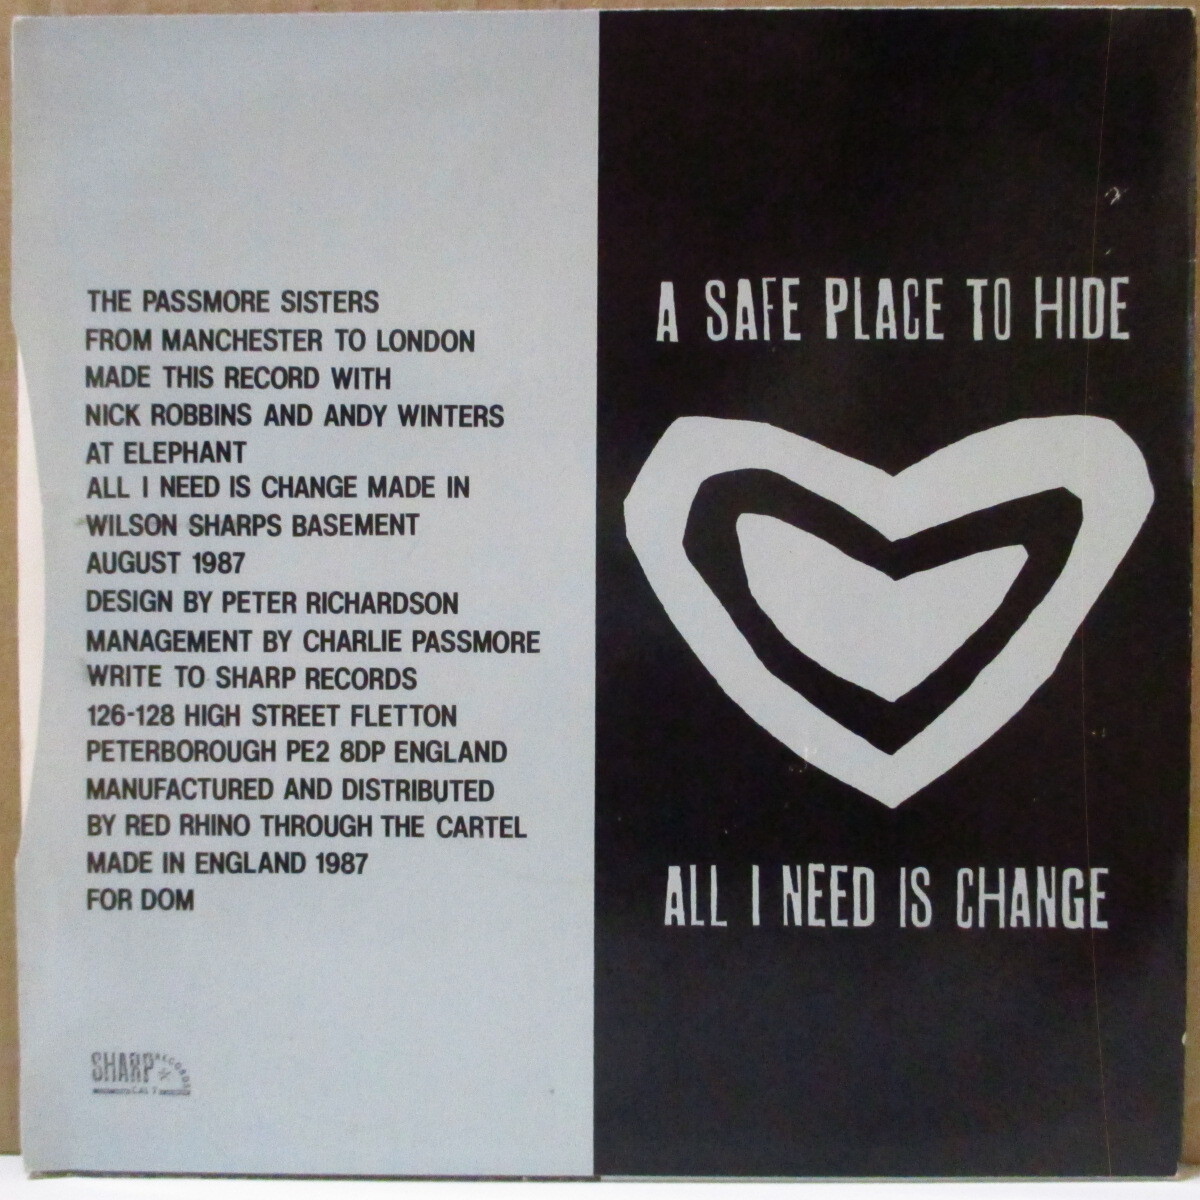 THE PASSMORE SISTERS
FROM MANCHESTER TO LONDON
MADE THIS RECORD WITH
NICK ROBBINS AND ANDY WINTERS
AT ELEPHANT
ALL I NEED IS CHANGE MADE IN
WILSON SHARPS BASEMENT
AUGUST 1987
DESIGN BY PETER RICHARDSON
MANAGEMENT BY CHARLIE PASSMORE
WRITE TO SHARP RECORDS
126-128 HIGH STREET FLETTON
PETERBOROUGH PE2 8DP ENGLAND
MANUFACTURED AND DISTRIBUTED
BY RED RHINO THROUGH THE CARTEL
MADE IN ENGLAND 1987
FOR DOM
SHARP RECORDS
A SAFE PLACE TO HIDE
ALL I NEED IS CHANGE